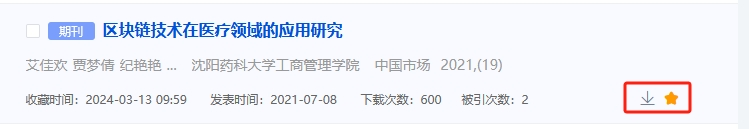 期刊 区块链技术在医疗领域的应用研究
艾佳欢 贾梦倩 纪艳艳 ... 沈阳药科大学工商管理学院 中国市场 2021,(19)
收藏时间：2024-03-13 09:59 发表时间：2021-07-08 下载次数：600 被引次数：2